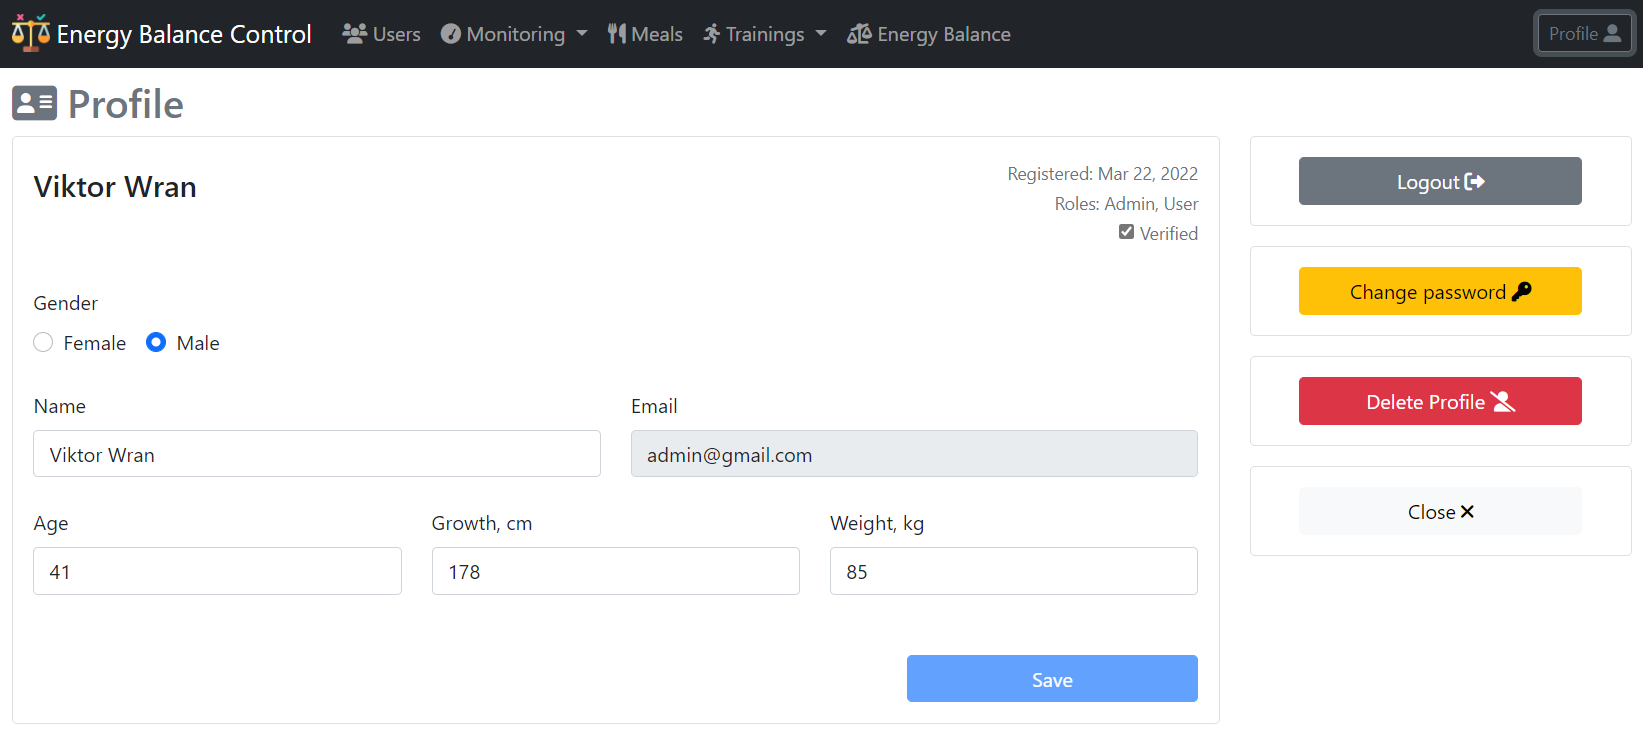 Energy Balance Control Users Monitoring Meals Trainings Energy Balance Profile
Profile
Viktor Wran
Registered: Mar 22, 2022
Roles: Admin, User
Verified
Gender
Female Male
Name Email
Viktor Wran admin@gmail.com
Age Growth, cm Weight, kg
41 178 85
Save
Logout
Change password
Delete Profile
Close